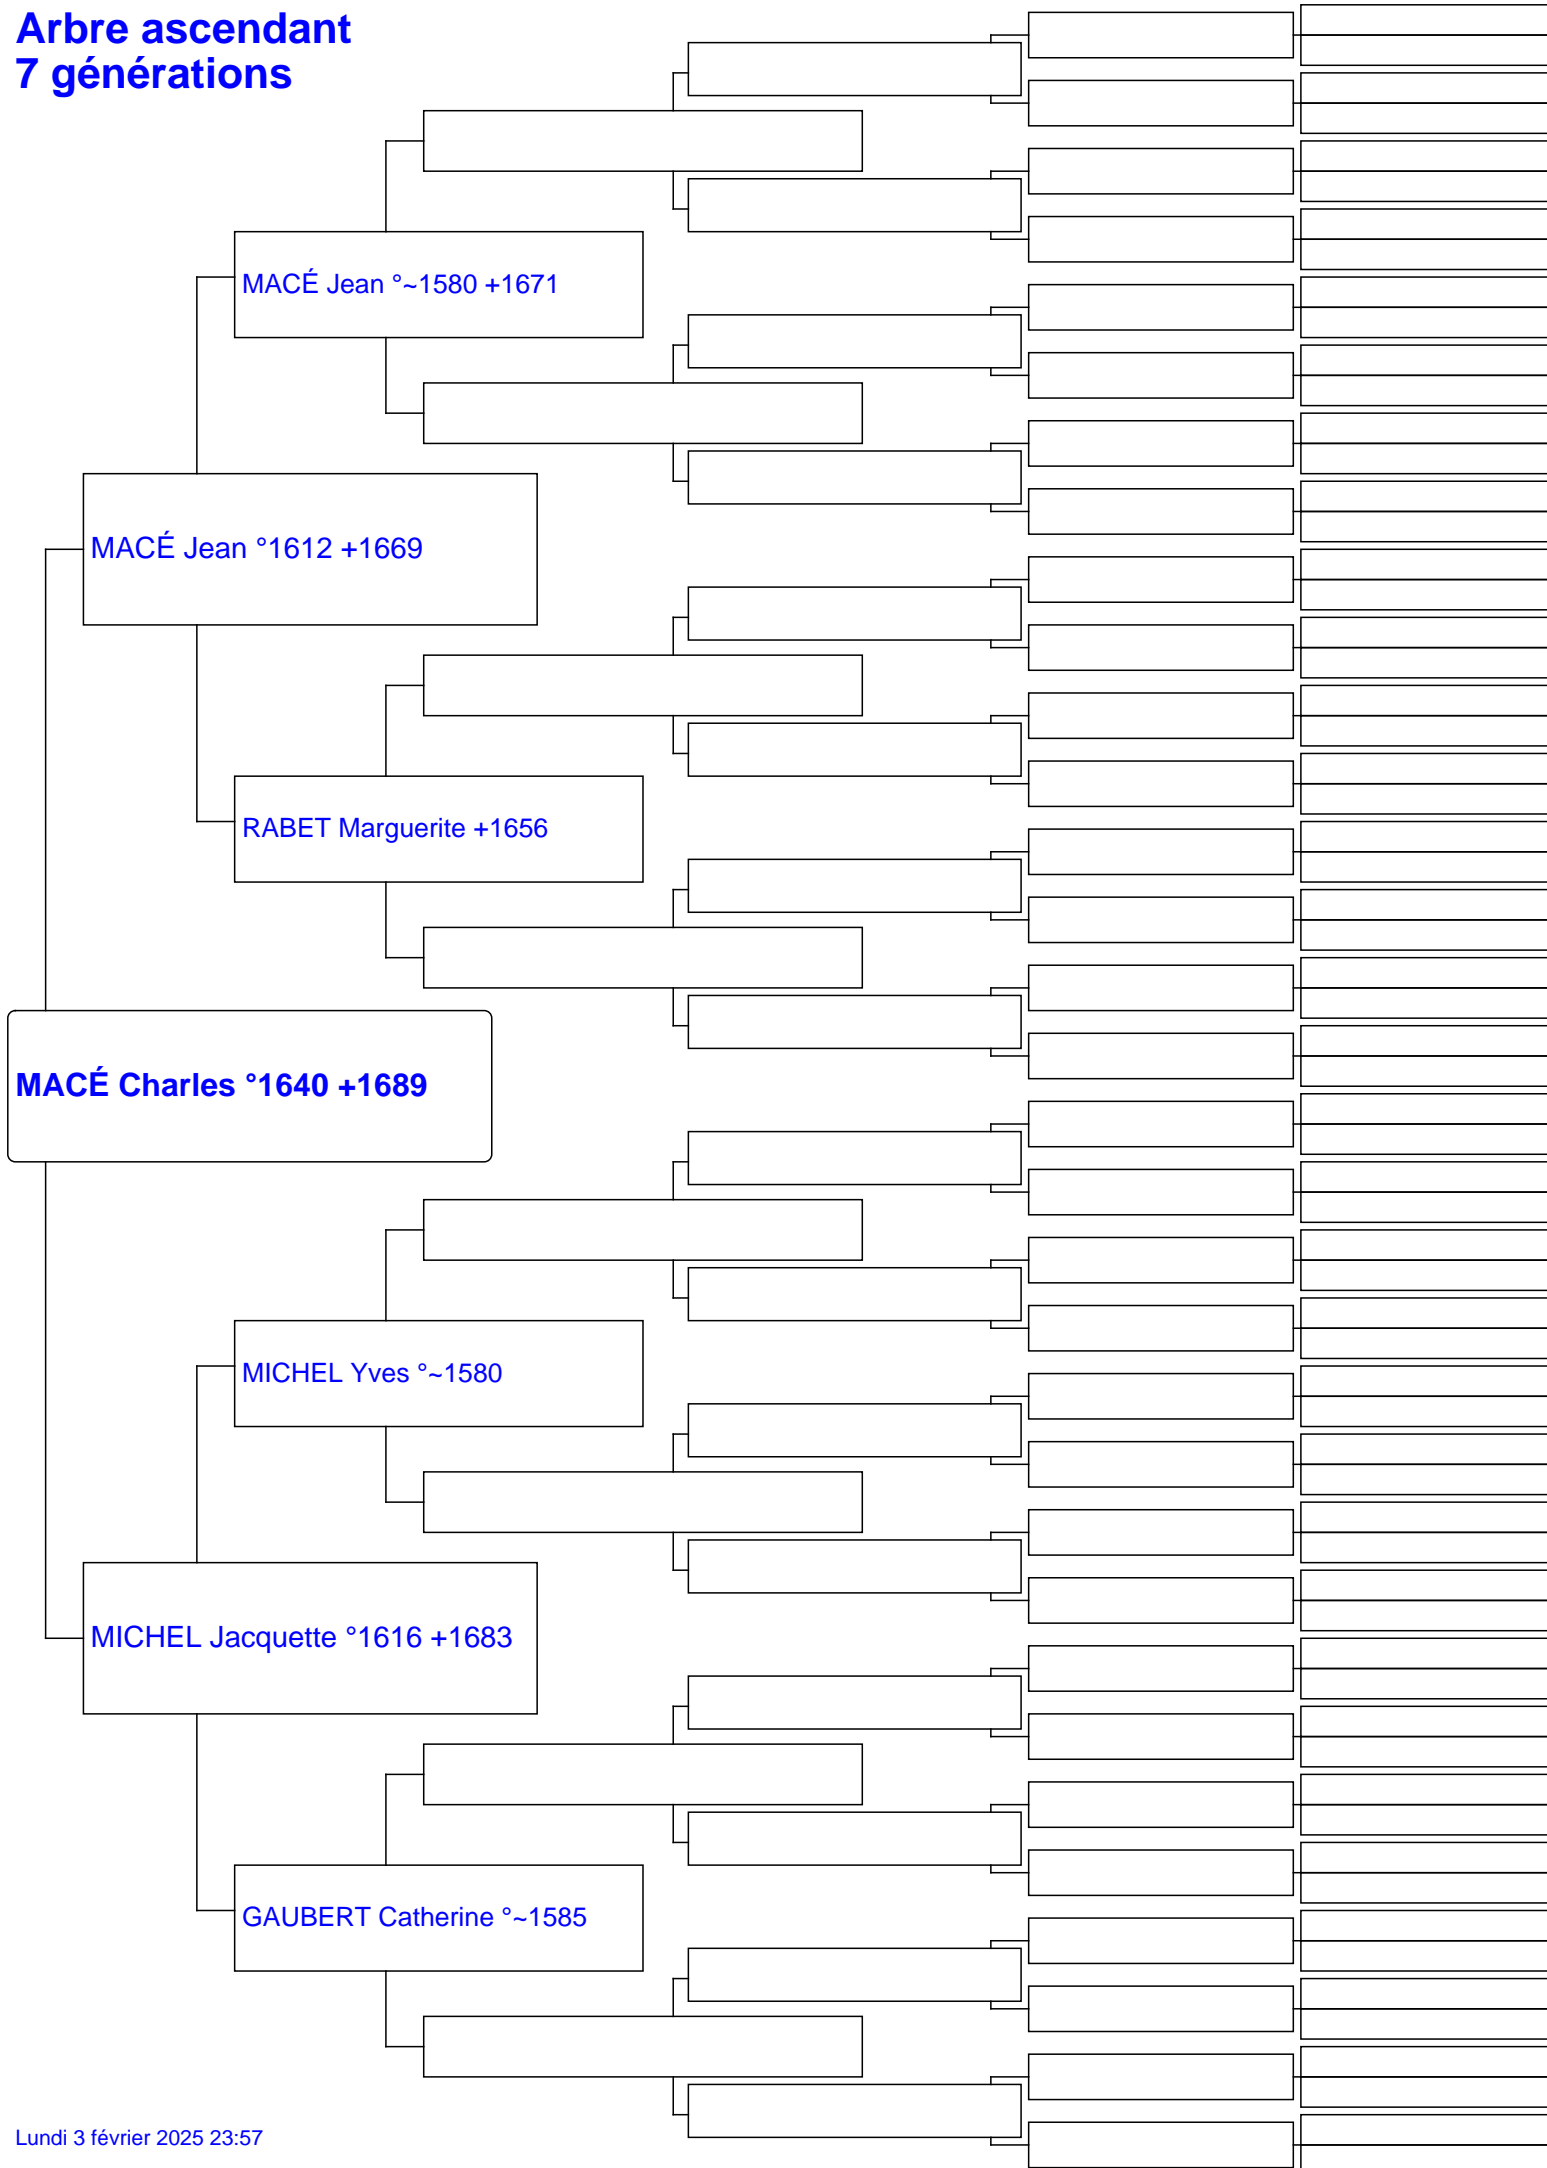 Arbre ascendant
7 générations
MACÉ Jean °~1580 +1671
MACÉ Jean °1612 +1669
RABET Marguerite +1656
MACÉ Charles °1640 +1689
MICHEL Yves °~1580
MICHEL Jacquette °1616 +1683
GAUBERT Catherine °~1585
Lundi 3 février 2025 23:57